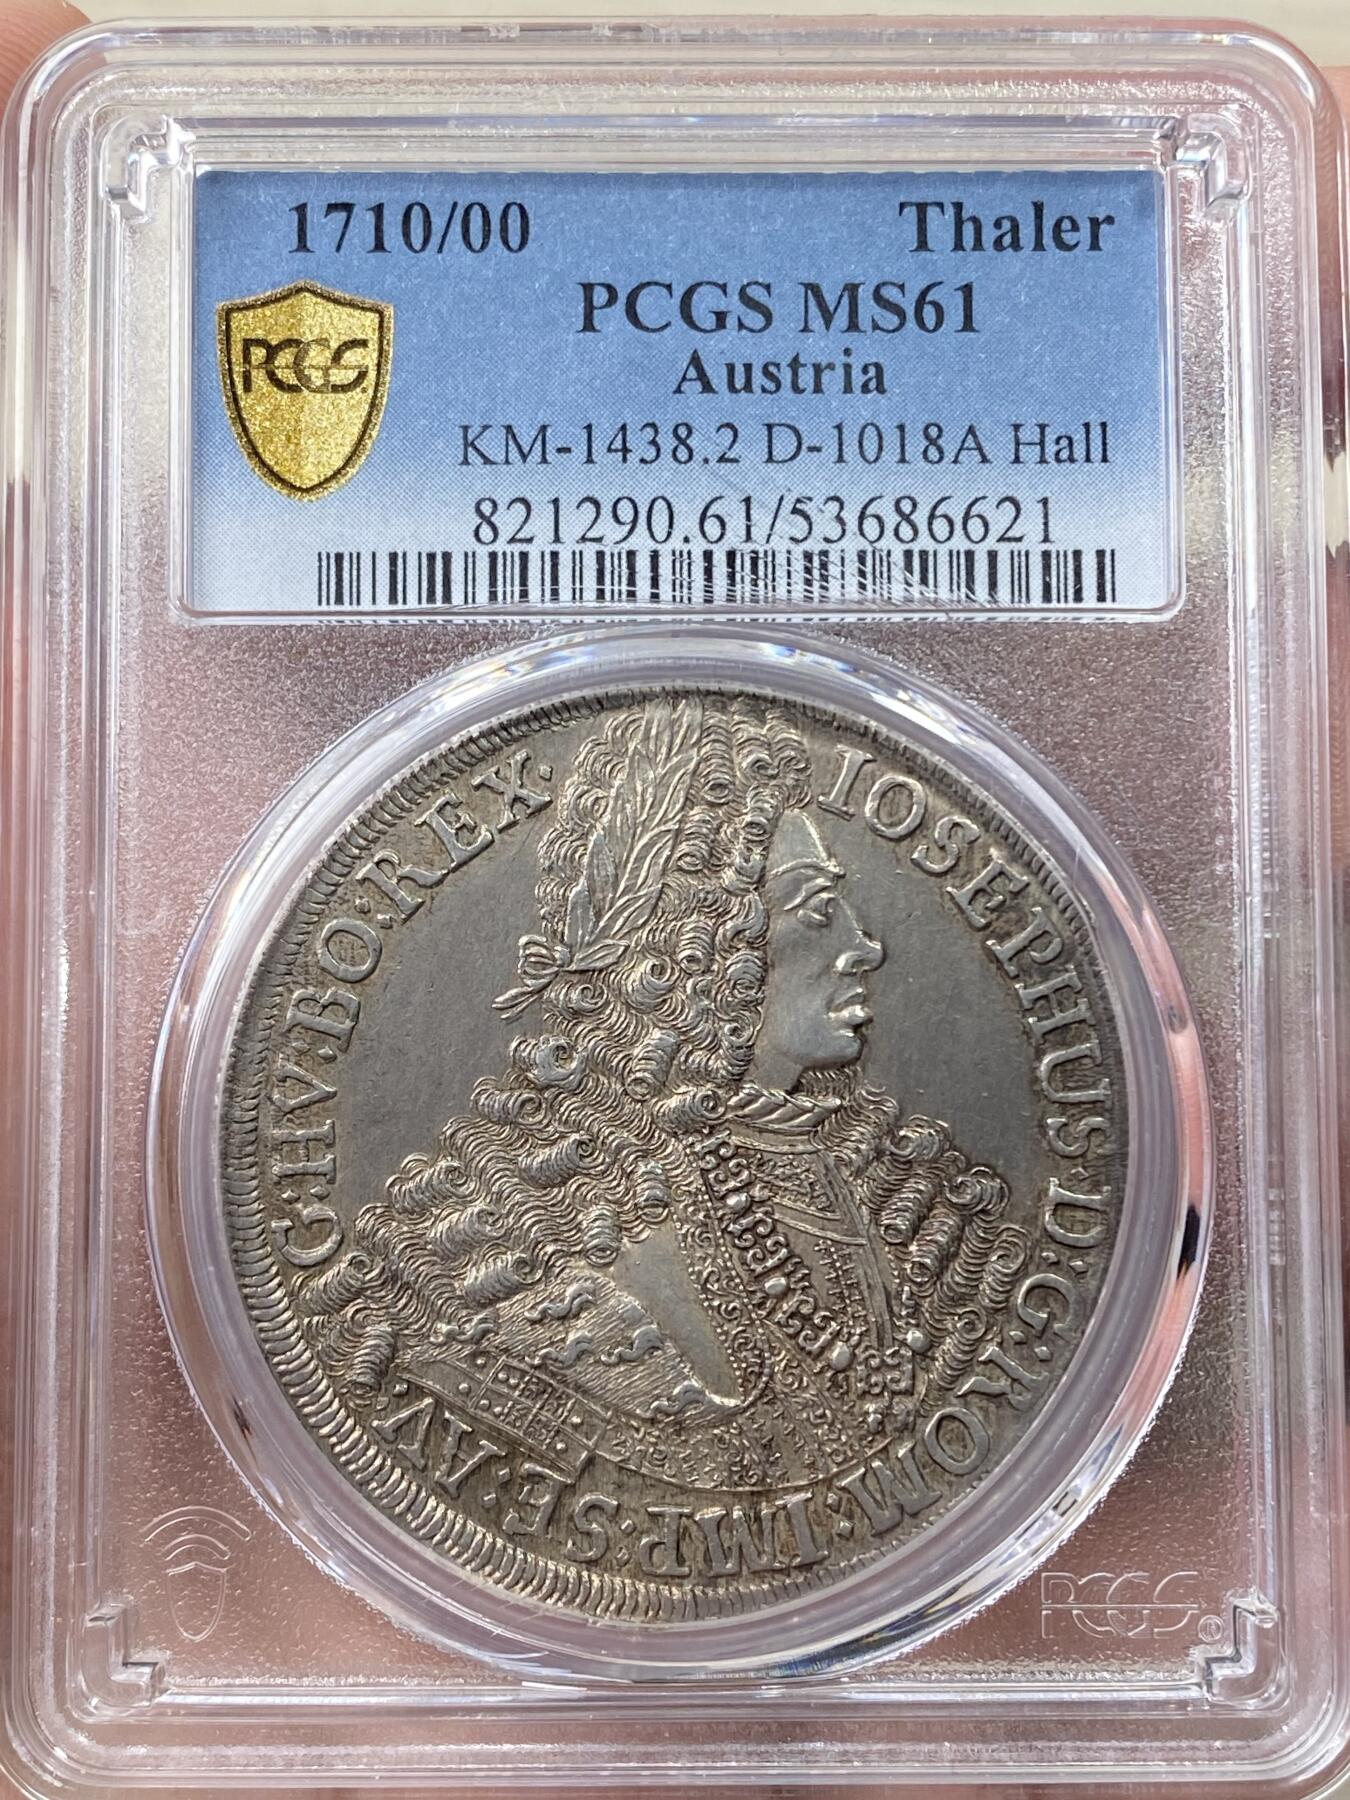 1710/00 Thaler
PCGS MS61
PCGS
Austria
KM-1438.2 D-1018A Hall
821290.61/53686621
IOSEPHUS·D:G:ROM:IMP:SE:AV:
G:HV:BO:REX·
PCGS